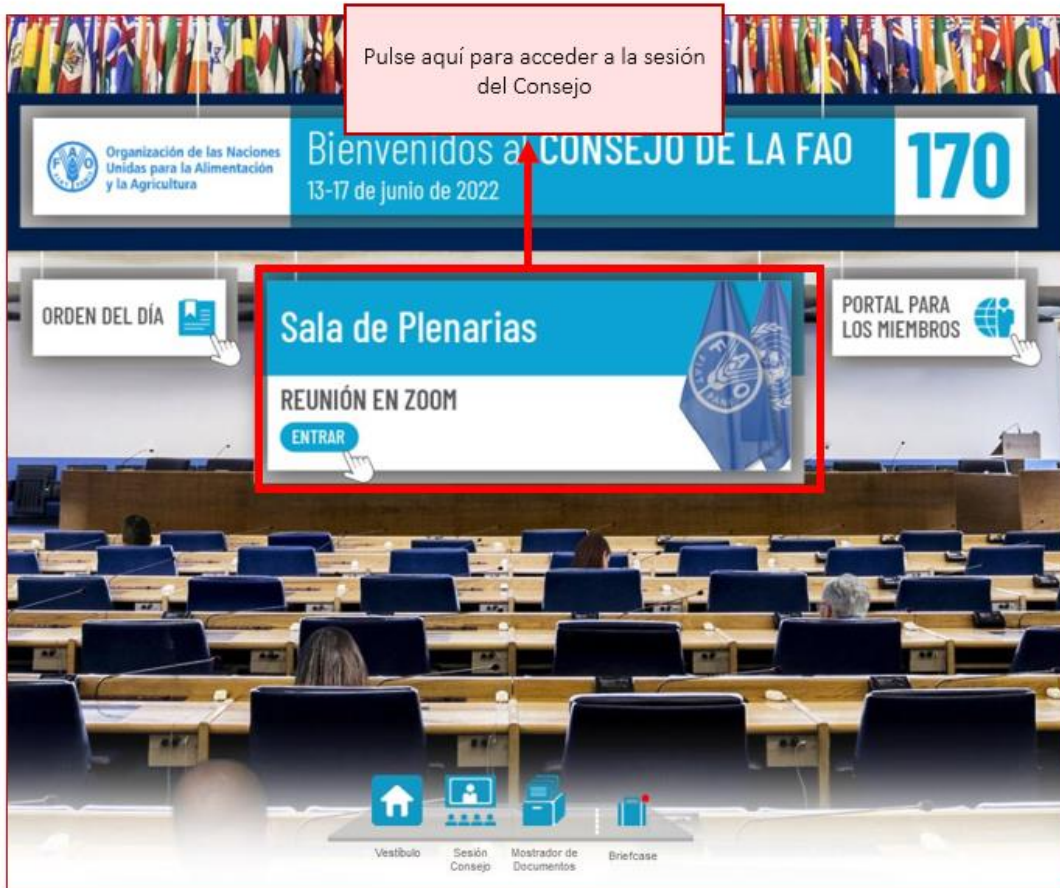 Pulse aquí para acceder a la sesión
del Consejo
Organización de las Naciones
Unidas para la Alimentación
y la Agricultura
Bienvenidos a CONSEJO DE LA FAO
13-17 de junio de 2022
170
ORDEN DEL DÍA
Sala de Plenarias
REUNIÓN EN ZOOM
ENTRAR
PORTAL PARA
LOS MIEMBROS
Vestíbulo
Sesión
Consejo
Mostrador de
Documentos
Briefcase